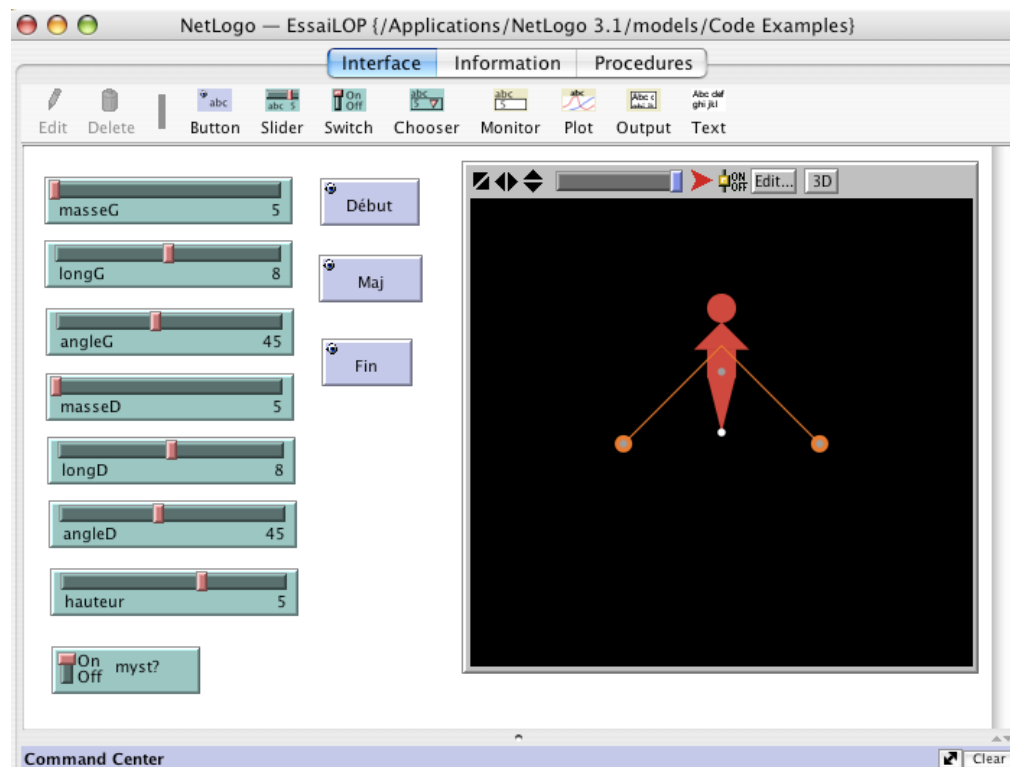 NetLogo — EssaiLOP {/Applications/NetLogo 3.1/models/Code Examples}
Interface Information Procedures
Edit Delete Button Slider Switch Chooser Monitor Plot Output Text
masseG 5
longG 8
angleG 45
masseD 5
longD 8
angleD 45
hauteur 5
On
Off
myst?
Début
Maj
Fin
ON
OFF
Edit... 3D
Command Center Clear